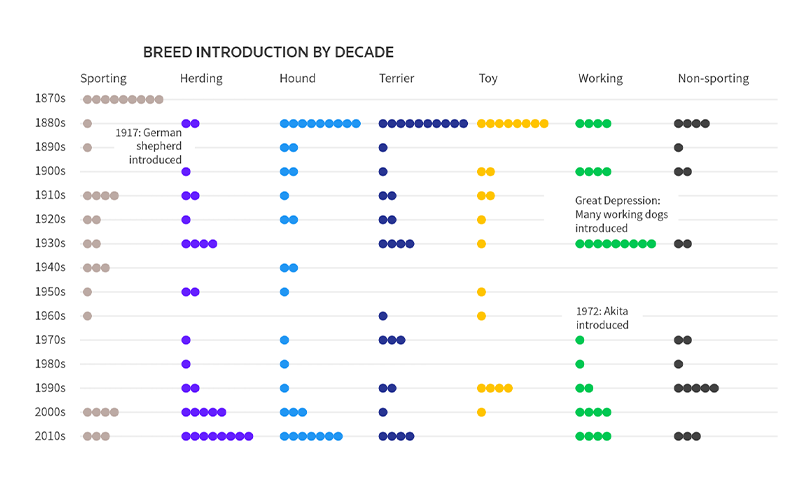 BREED INTRODUCTION BY DECADE
Sporting Herding Hound Terrier Toy Working Non-sporting
1870s
1880s
1917: German
shepherd
introduced
1890s
1900s
1910s
Great Depression:
Many working dogs
introduced
1920s
1930s
1940s
1950s
1972: Akita
introduced
1960s
1970s
1980s
1990s
2000s
2010s